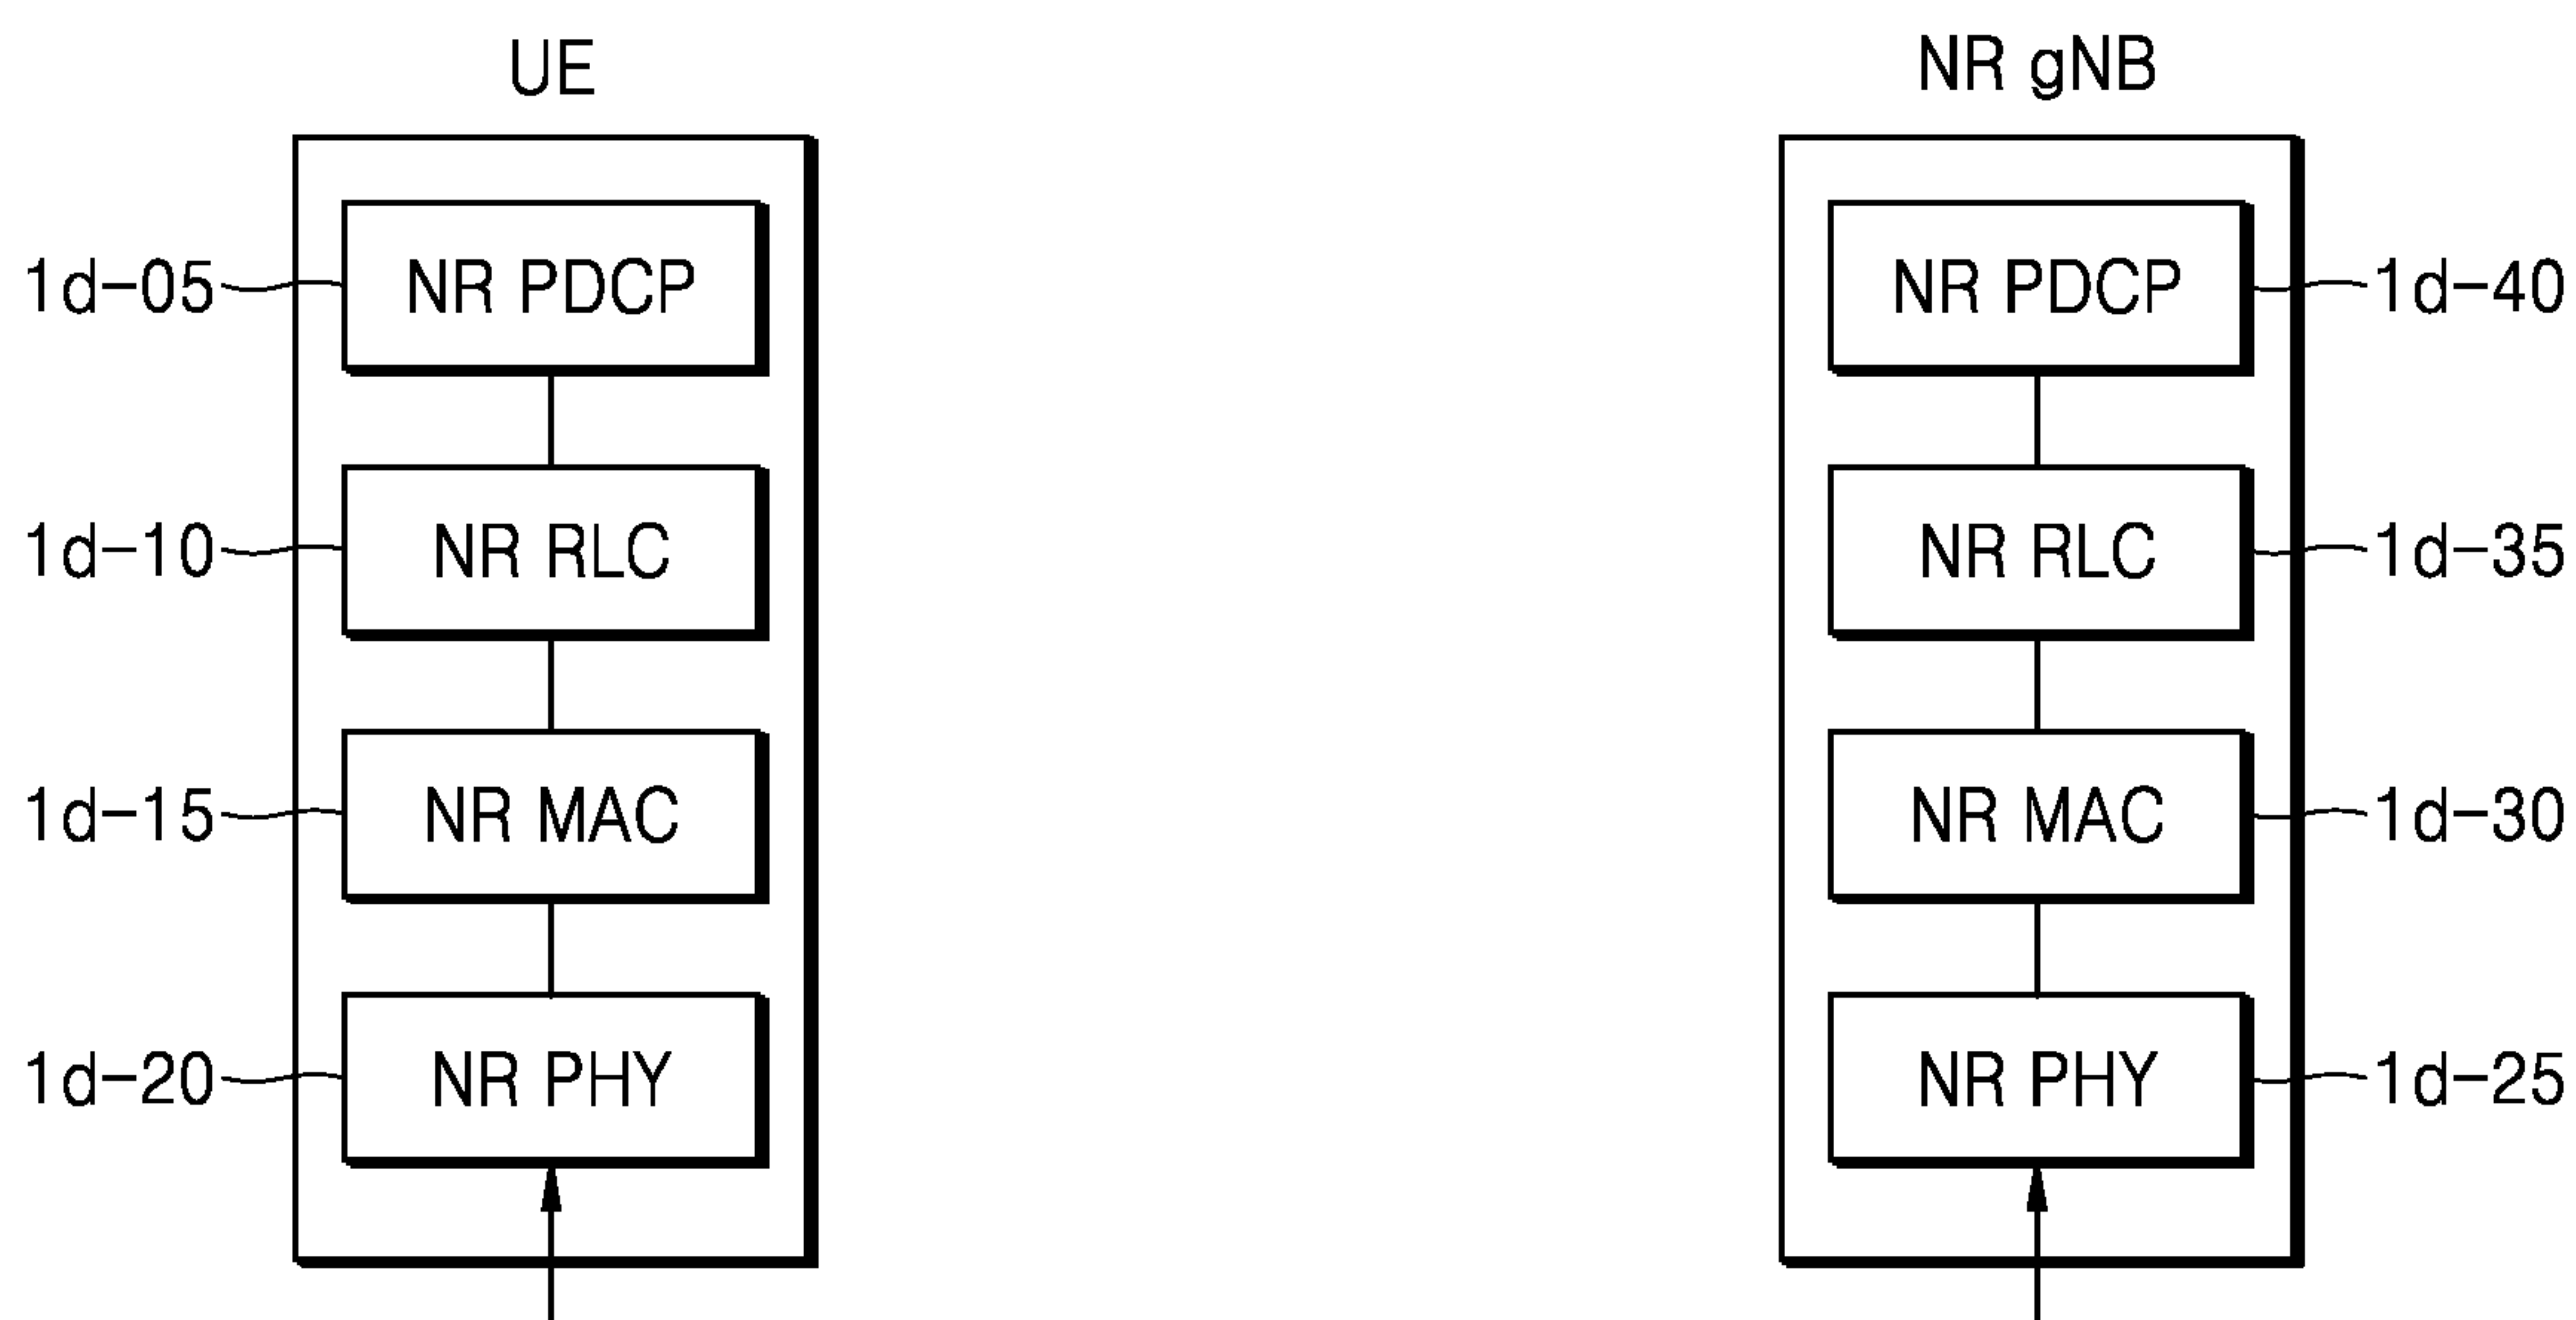 UE
NR gNB
1d-05 NR PDCP
NR PDCP 1d-40
1d-10 NR RLC
NR RLC 1d-35
1d-15 NR MAC
NR MAC 1d-30
1d-20 NR PHY
NR PHY 1d-25